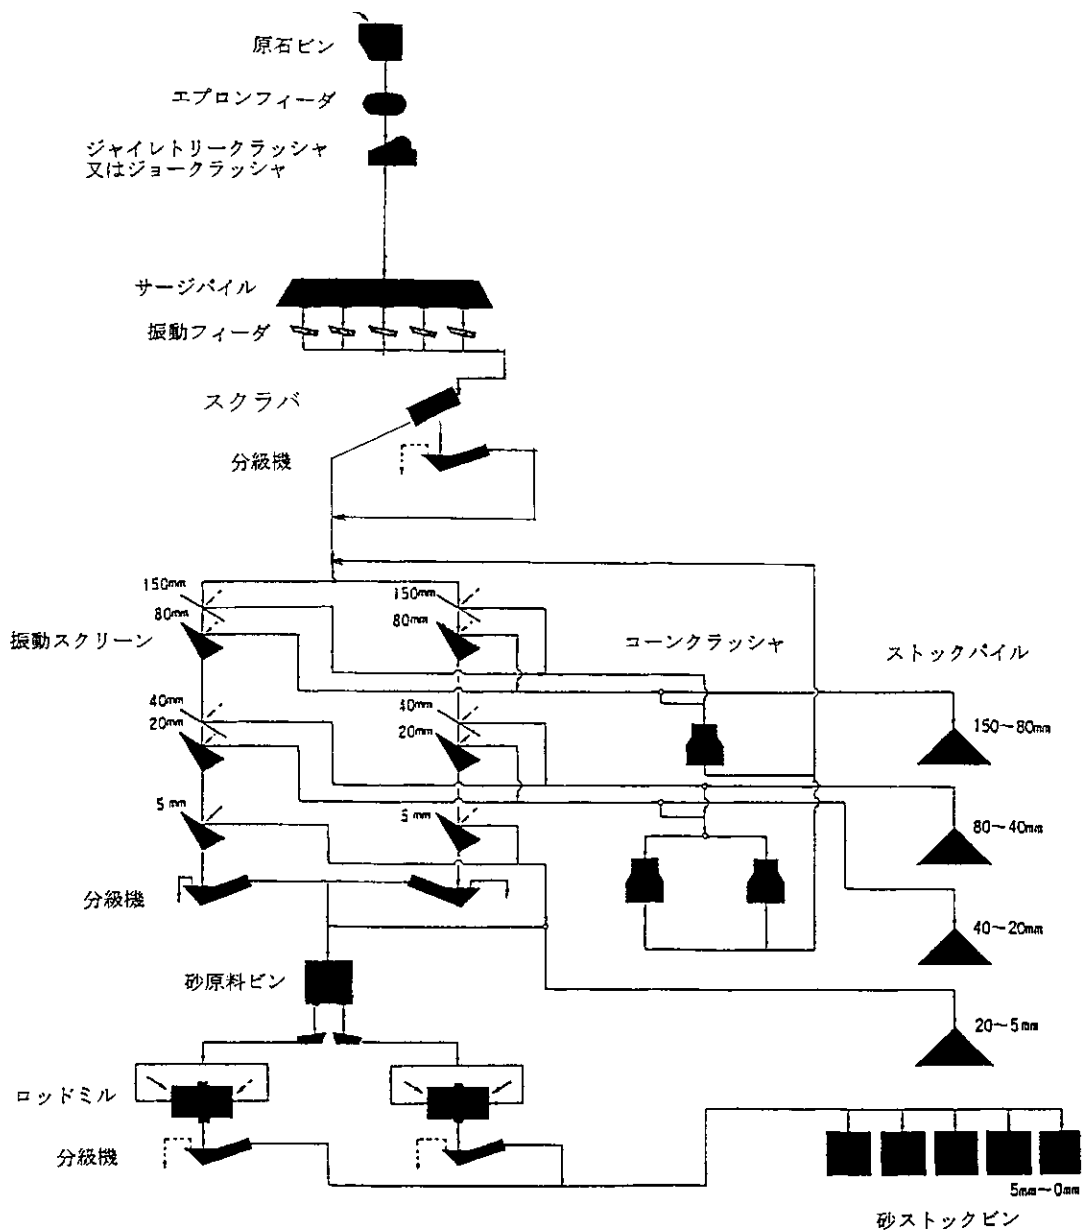 原石ビン
エプロンフィーダ
ジャイレトリークラッシャ
又はジョークラッシャ
サージパイル
振動フィーダ
スクラバ
分級機
150mm
80mm
150mm
80mm
振動スクリーン
コーンクラッシャ
ストックパイル
40mm
20mm
40mm
20mm
150～80mm
5mm
5mm
80～40mm
分級機
40～20mm
砂原料ビン
20～5mm
ロッドミル
分級機
5mm～0mm
砂ストックビン